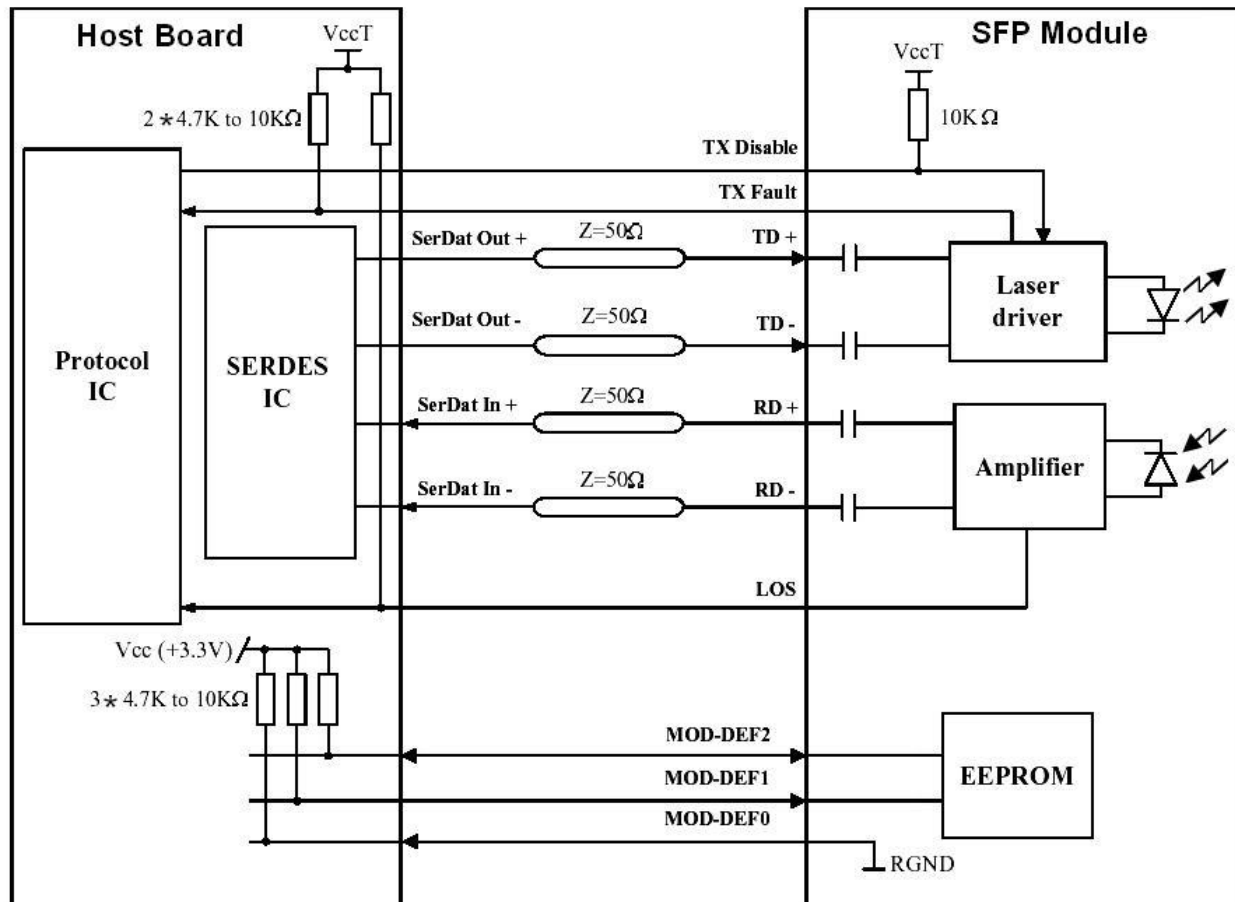 Host Board
SFP Module
VccT
VccT
2*4.7K to 10KΩ
10KΩ
TX Disable
TX Fault
SerDat Out +
Z=50Ω
TD +
Laser
driver
SerDat Out -
Z=50Ω
TD -
Protocol
IC
SERDES
IC
SerDat In +
Z=50Ω
RD +
Amplifier
SerDat In -
Z=50Ω
RD -
LOS
Vcc (+3.3V)
3*4.7K to 10KΩ
MOD-DEF2
MOD-DEF1
MOD-DEF0
EEPROM
RGND